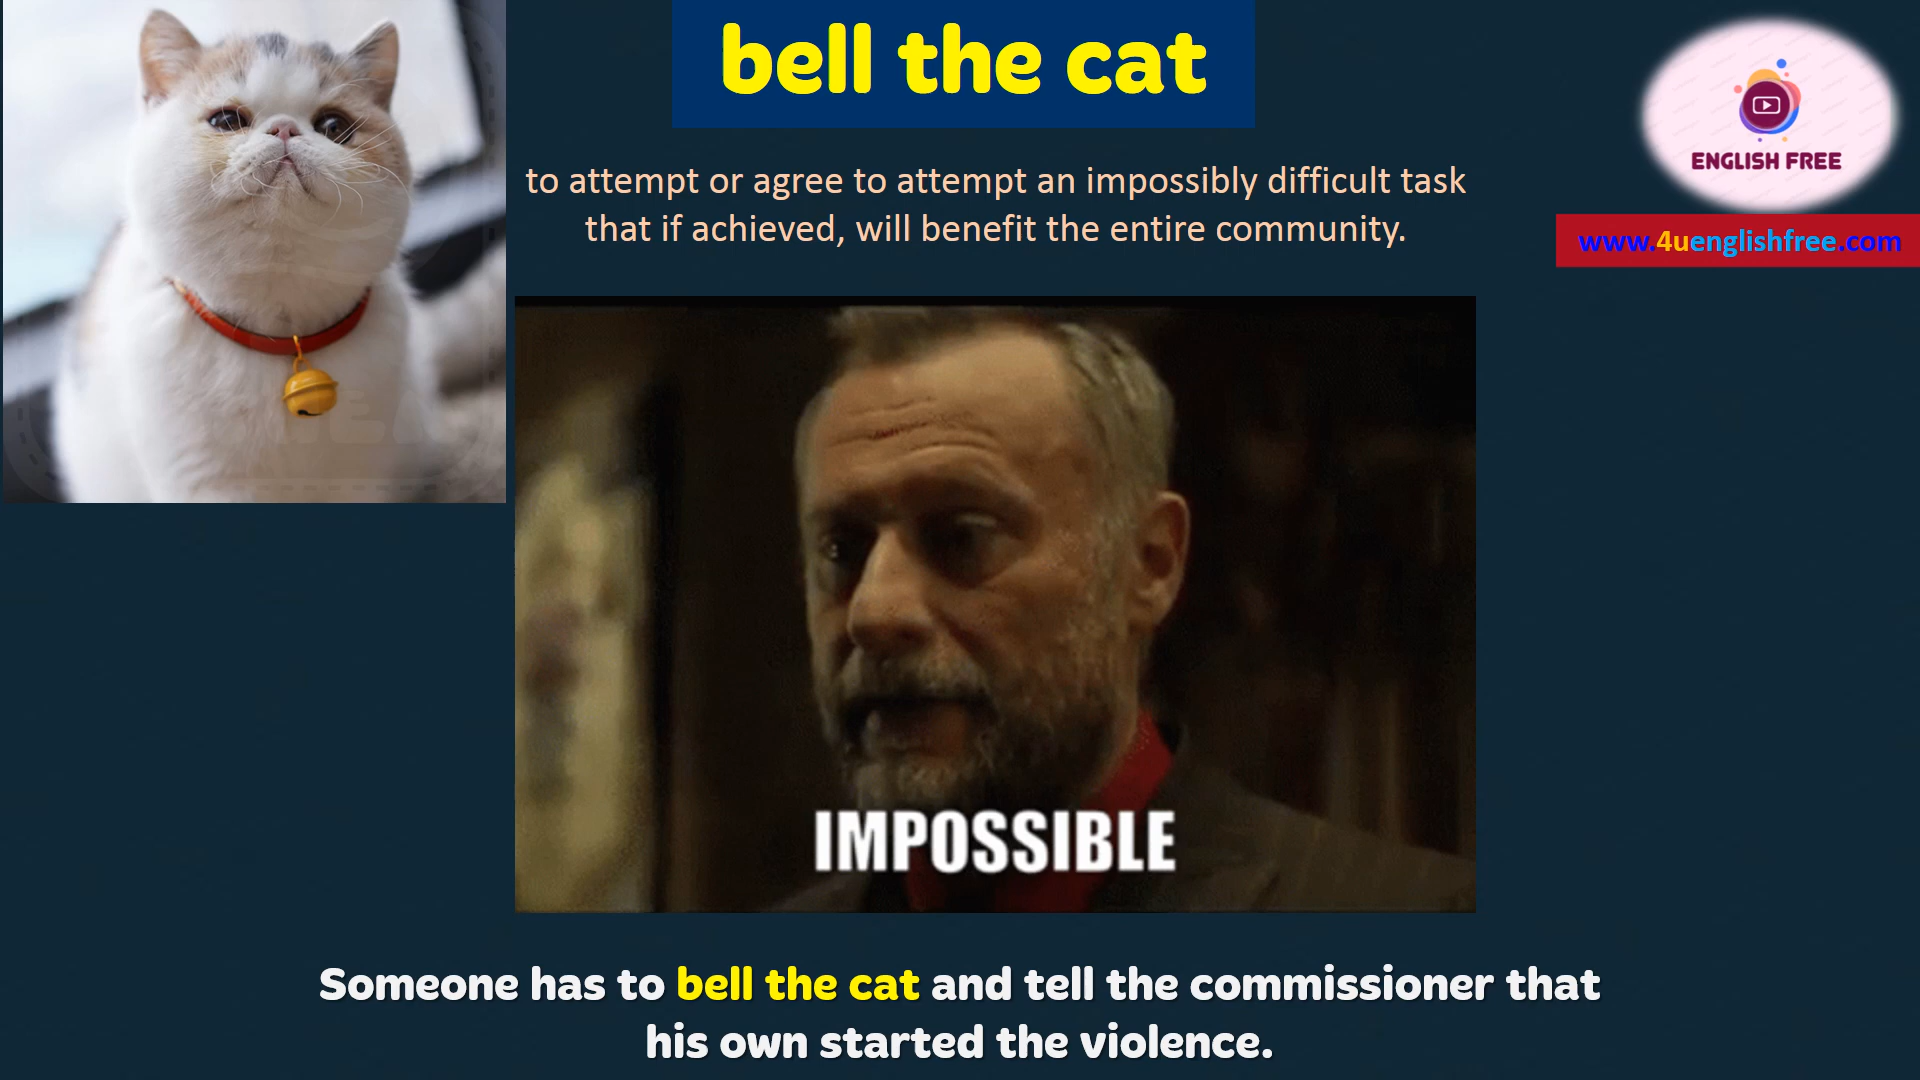 bell the cat
to attempt or agree to attempt an impossibly difficult task
that if achieved, will benefit the entire community.
ENGLISH FREE
www.4uenglishfree.com
IMPOSSIBLE
Someone has to bell the cat and tell the commissioner that
his own started the violence.